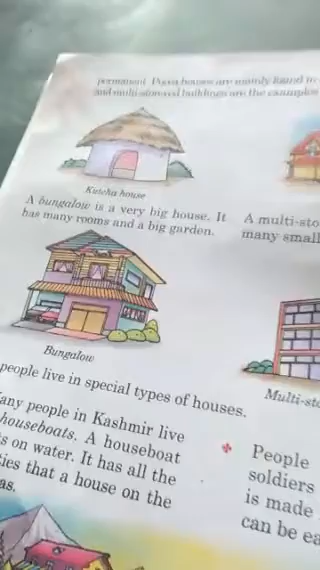 permanent. Pucca houses are mainly found in
and multi-storeyed buildings are the examples
Kutcha house
A bungalow is a very big house. It
has many rooms and a big garden.
A multi-sto
many small
Bungalow
Multi-sto
people live in special types of houses.
any people in Kashmir live
houseboats. A houseboat
s on water. It has all the
ies that a house on the
as.
People
soldiers
is made
can be ea